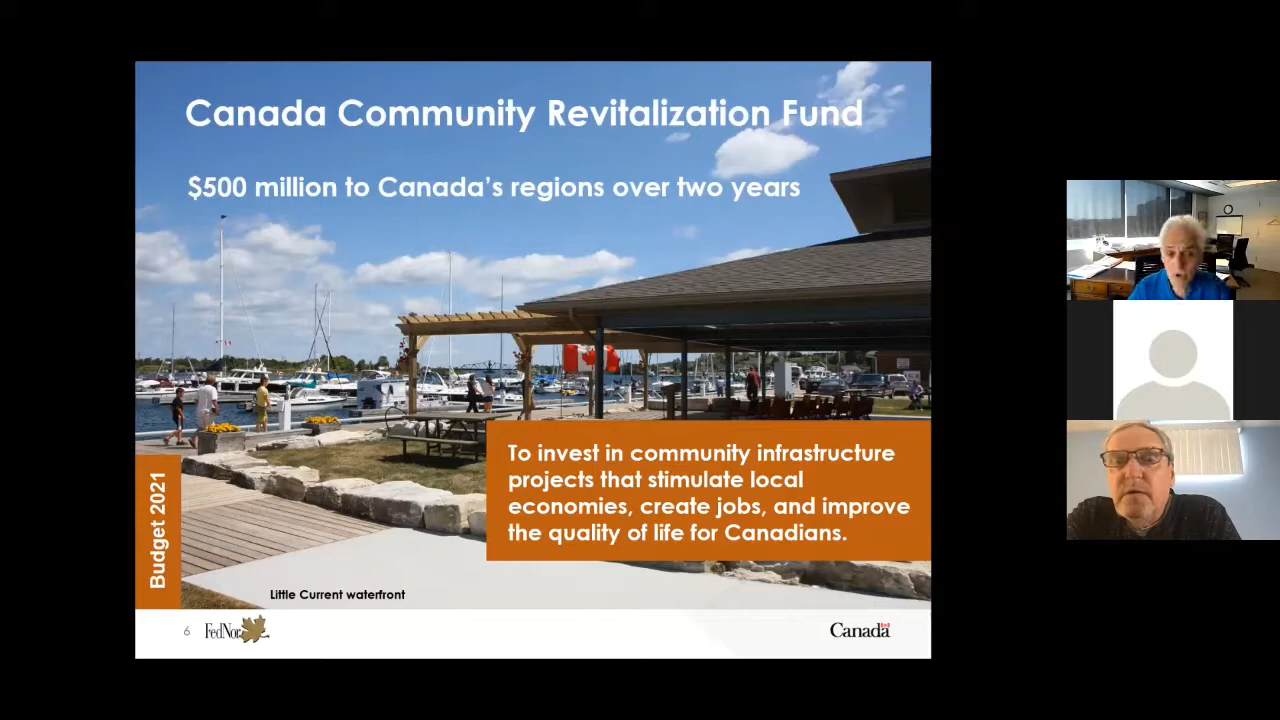 Canada Community Revitalization Fund
$500 million to Canada's regions over two years
To invest in community infrastructure
projects that stimulate local
economies, create jobs, and improve
the quality of life for Canadians.
Budget 2021
Little Current waterfront
6
FedNor
Canada